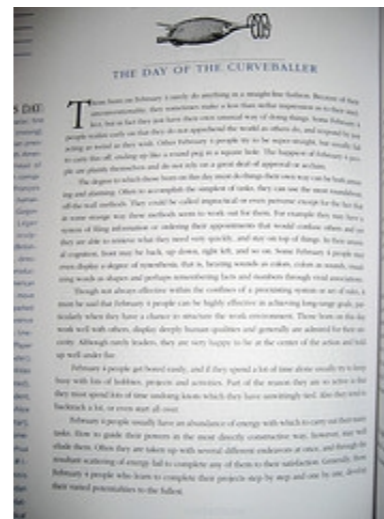 THE DAY OF THE CURVEBALLER
Those born on February 4 rarely do anything in a straight-line fashion. Because of their
unconventionality, they sometimes make a less than stellar impression in
but in fact they just have their own unusual way of doing things. Some February 4
people realize early on that they do not apprehend the world as others do, and respond by just
acting as weird as they wish. Other February 4 people try to be super-straight, but usually fail
to carry this off, ending up like a round peg in a square hole. The happiest of February 4 peo-
ple are themselves and do not rely on a great deal of approval or acclaim.
The degree to which those born on this day must do things their own way can be both amus-
ing and alarming. Often to accomplish the simplest of tasks, they can use the most roundabout,
off-the-wall methods. They could be called impractical or even perverse except for the fact that
in some strange way these methods seem to work out for them. For example they may have a
system of filing information or ordering their appointments that would confuse others and yet
they are able to retrieve what they need very quickly, and stay on top of things. In their unusu-
al cognition, front may be back, up down, right left, and so on. Some February 4 people may
even display a degree of synesthesia, that is, hearing sounds as colors, colors as sounds, visual-
izing words as shapes and perhaps remembering facts and numbers through vivid associations.
Though not always effective within the confines of a preexisting system or set of rules, it
must be said that February 4 people can be highly effective in achieving long-range goals, par-
ticularly when they have a chance to structure the work environment. Those born on this day
work well with others, display deeply human qualities and generally are admired for their sin-
cerity. Although rarely leaders, they are very happy to be at the center of the action and hold
up well under fire.
February 4 people get bored easily, and if they spend a lot of time alone usually try to keep
busy with lots of hobbies, projects and activities. Part of the reason they are so active is that
they must spend lots of time undoing knots which they have unwittingly tied. Also they tend to
backtrack a lot, or even start all over.
February 4 people usually have an abundance of energy with which to carry out their many
tasks. How to guide their powers in the most directly constructive way, however, may well
elude them. Often they are taken up with several different endeavors at once, and through the
resultant scattering of energy fail to complete any of them to their satisfaction. Generally, those
February 4 people who learn to complete their projects step by step and one by one, develop
their varied potentialities to the fullest.